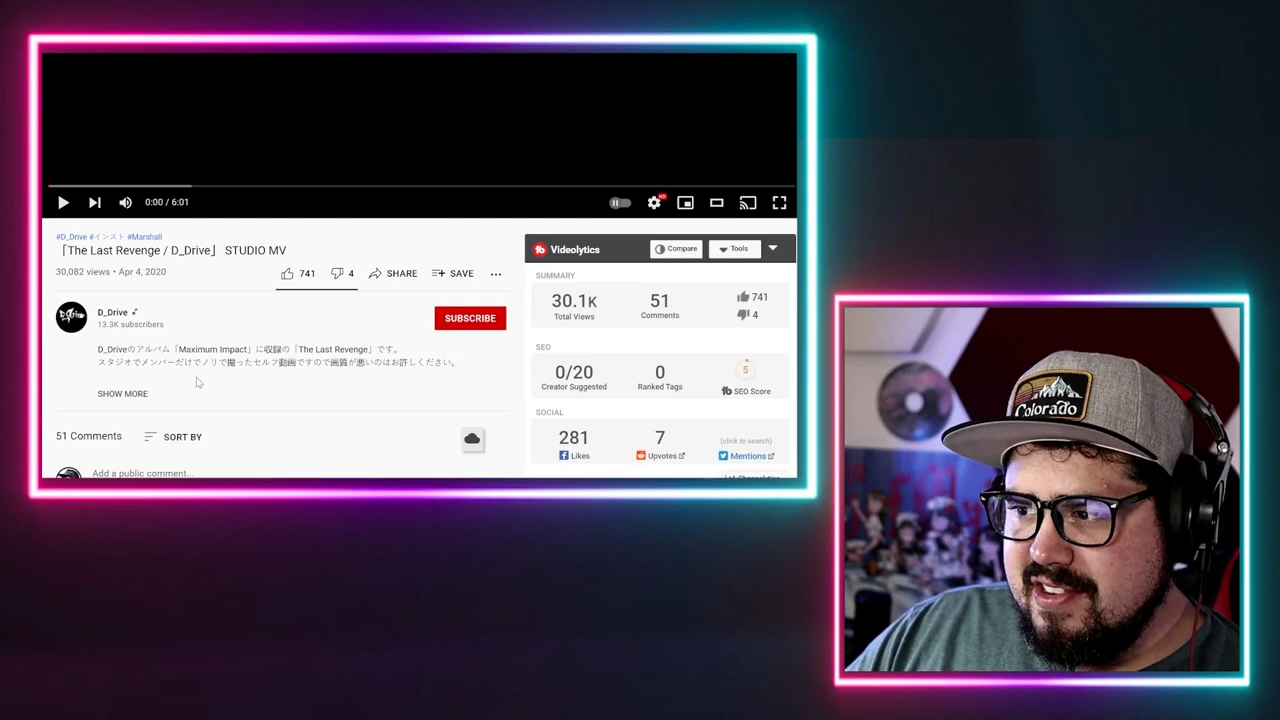 0:00 / 6:01
HD
#D_Drive #インスト #Marshall
「The Last Revenge / D_Drive」 STUDIO MV
30,082 views • Apr 4, 2020
741
4
SHARE
SAVE
D_Drive
13.3K subscribers
SUBSCRIBE
D_Driveのアルバム「Maximum Impact」に収録の「The Last Revenge」です。
スタジオでメンバーだけでノリで撮ったセルフ動画ですので画質が悪いのはお許しください。
SHOW MORE
51 Comments
SORT BY
Add a public comment...
tb Videolytics
Compare
Tools
SUMMARY
30.1K
Total Views
51
Comments
741
4
SEO
0/20
Creator Suggested
0
Ranked Tags
5
tb SEO Score
SOCIAL
281
Likes
7
Upvotes
(click to search)
Mentions
Colorado